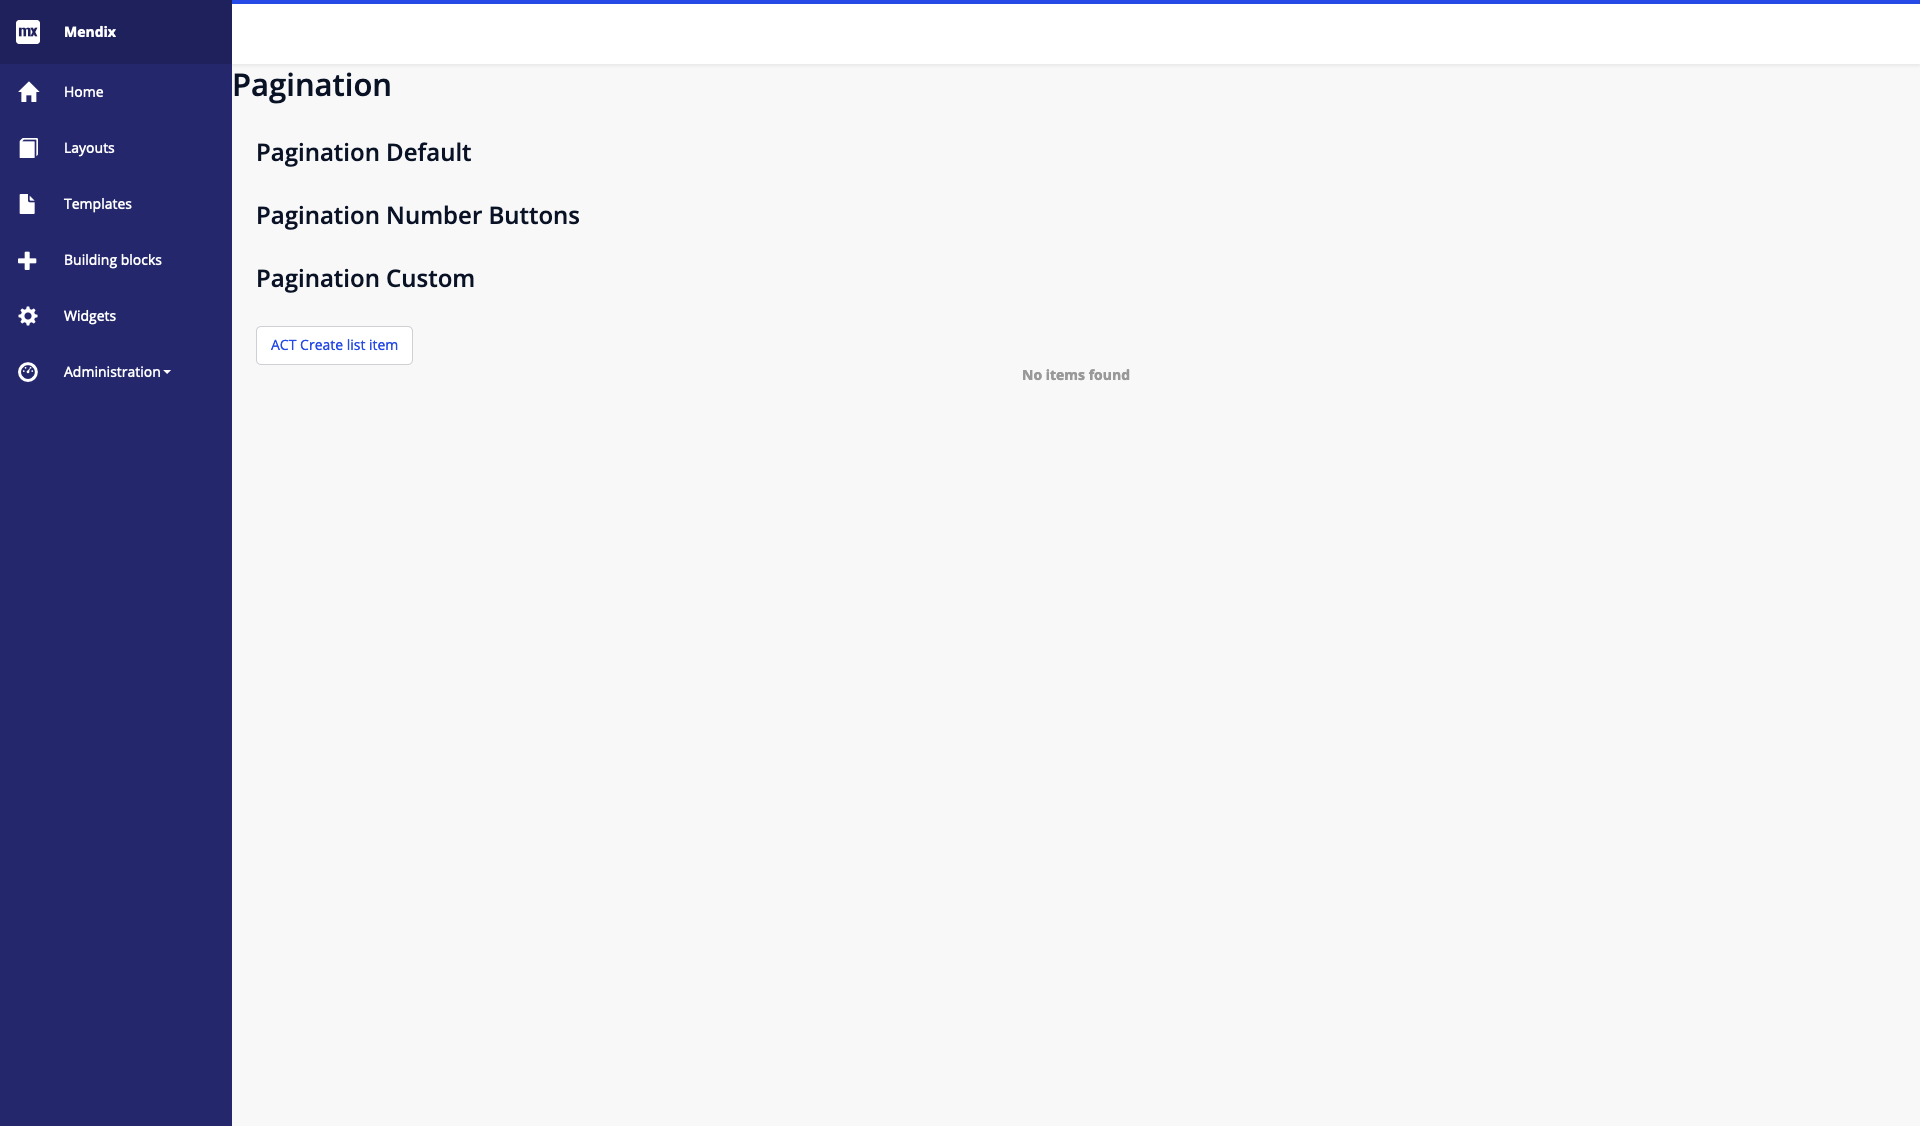 mx
Mendix
Home
Layouts
Templates
Building blocks
Widgets
Administration
Pagination
Pagination Default
Pagination Number Buttons
Pagination Custom
ACT Create list item
No items found